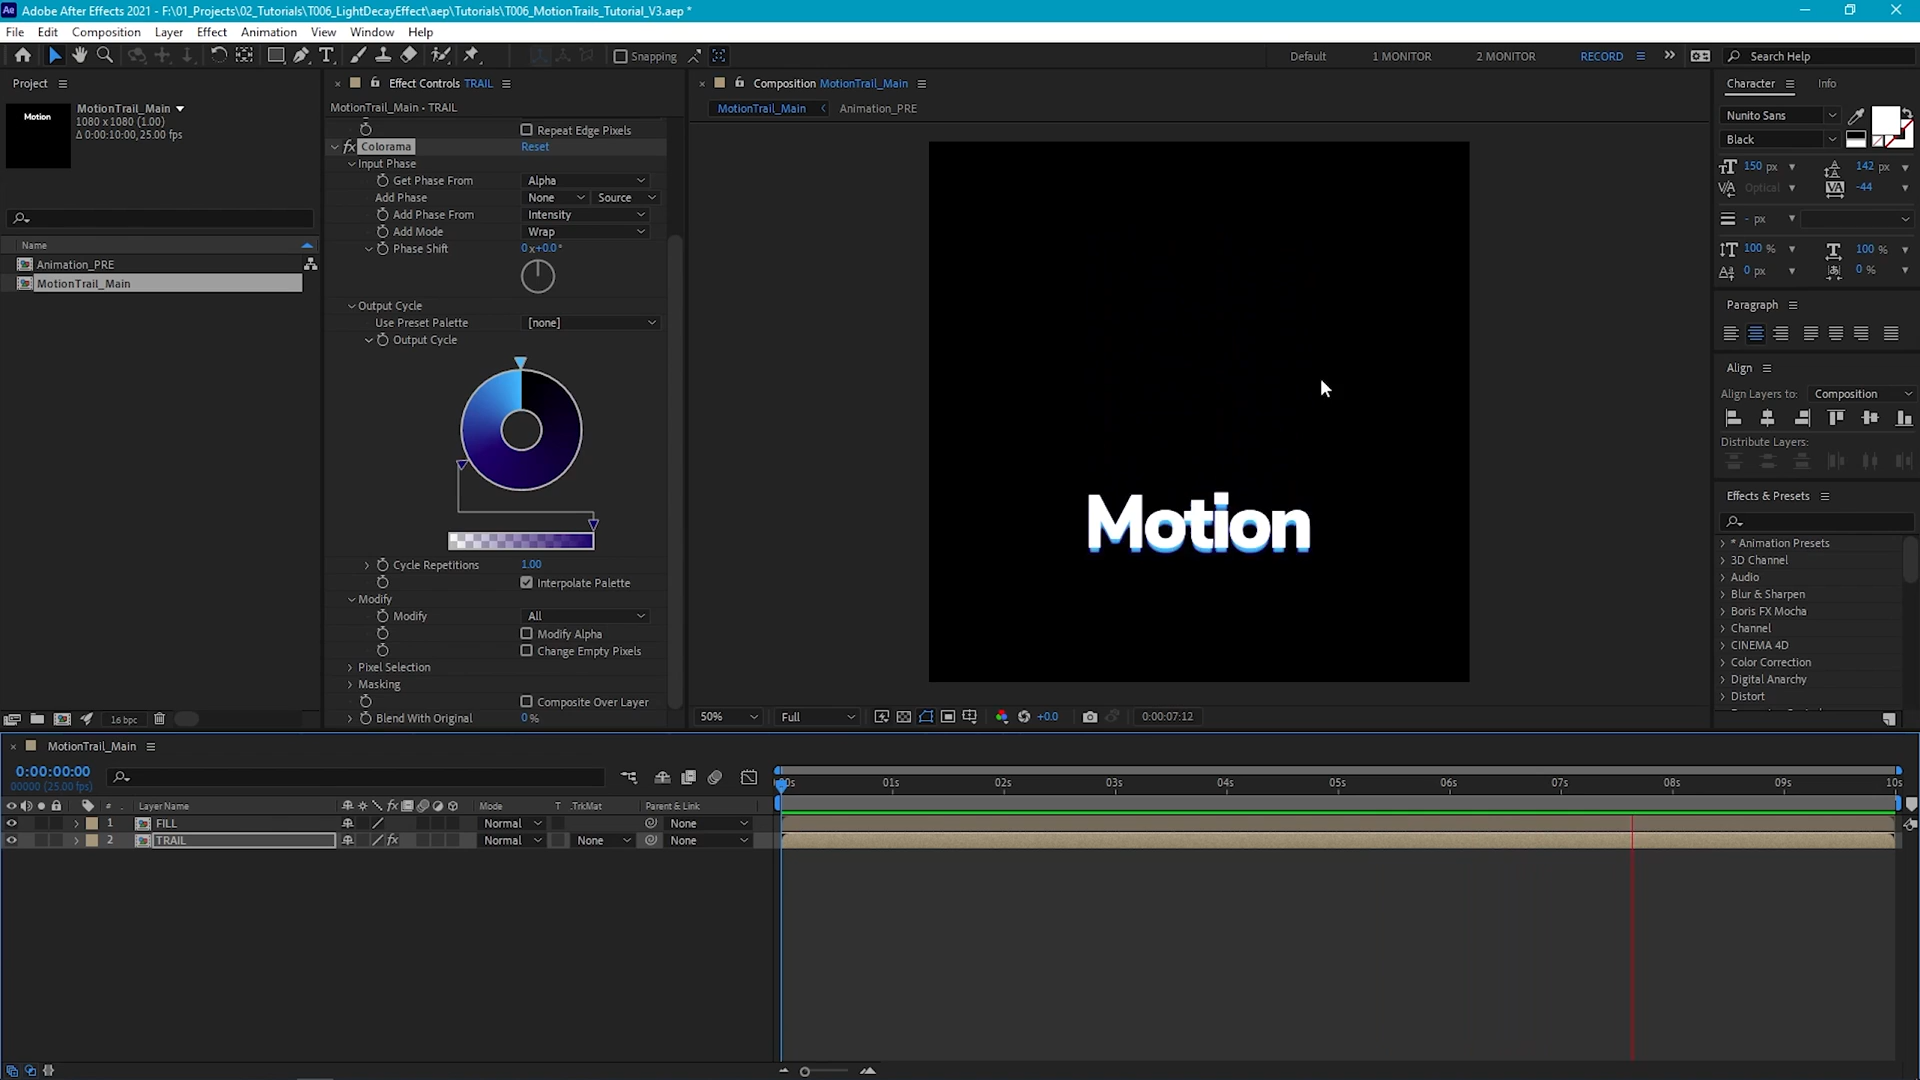 Adobe After Effects 2021 - F:\01_Projects\02_Tutorials\T006_LightDecayEffect\aep\Tutorials\T006_MotionTrails_Tutorial_V3.aep *
File Edit Composition Layer Effect Animation View Window Help
Snapping Default 1 MONITOR 2 MONITOR RECORD Search Help
Project
MotionTrail_Main
1080 x 1080 (1.00)
Δ 0:00:10:00, 25.00 fps
Motion
Name
Animation_PRE
MotionTrail_Main
16 bpc
Effect Controls TRAIL
MotionTrail_Main • TRAIL
Repeat Edge Pixels
fx Colorama Reset
Input Phase
Get Phase From Alpha
Add Phase None Source
Add Phase From Intensity
Add Mode Wrap
Phase Shift 0x+0.0°
Output Cycle
Use Preset Palette [none]
Output Cycle
Cycle Repetitions 1.00
Interpolate Palette
Modify
Modify All
Modify Alpha
Change Empty Pixels
Pixel Selection
Masking
Composite Over Layer
Blend With Original 0 %
Composition MotionTrail_Main
MotionTrail_Main Animation_PRE
Motion
50% Full +0.0 0:00:07:12
Character Info
Nunito Sans
Black
150 px 142 px
Optical -44
- px
100 % 100 %
0 px 0 %
Paragraph
Align
Align Layers to: Composition
Distribute Layers:
Effects & Presets
* Animation Presets
3D Channel
Audio
Blur & Sharpen
Boris FX Mocha
Channel
CINEMA 4D
Color Correction
Digital Anarchy
Distort
MotionTrail_Main
0:00:00:00
00000 (25.00 fps)
01s 02s 03s 04s 05s 06s 07s 08s 09s 10s
# Layer Name fx Mode T .TrkMat Parent & Link
1 FILL Normal None
2 TRAIL fx Normal None None